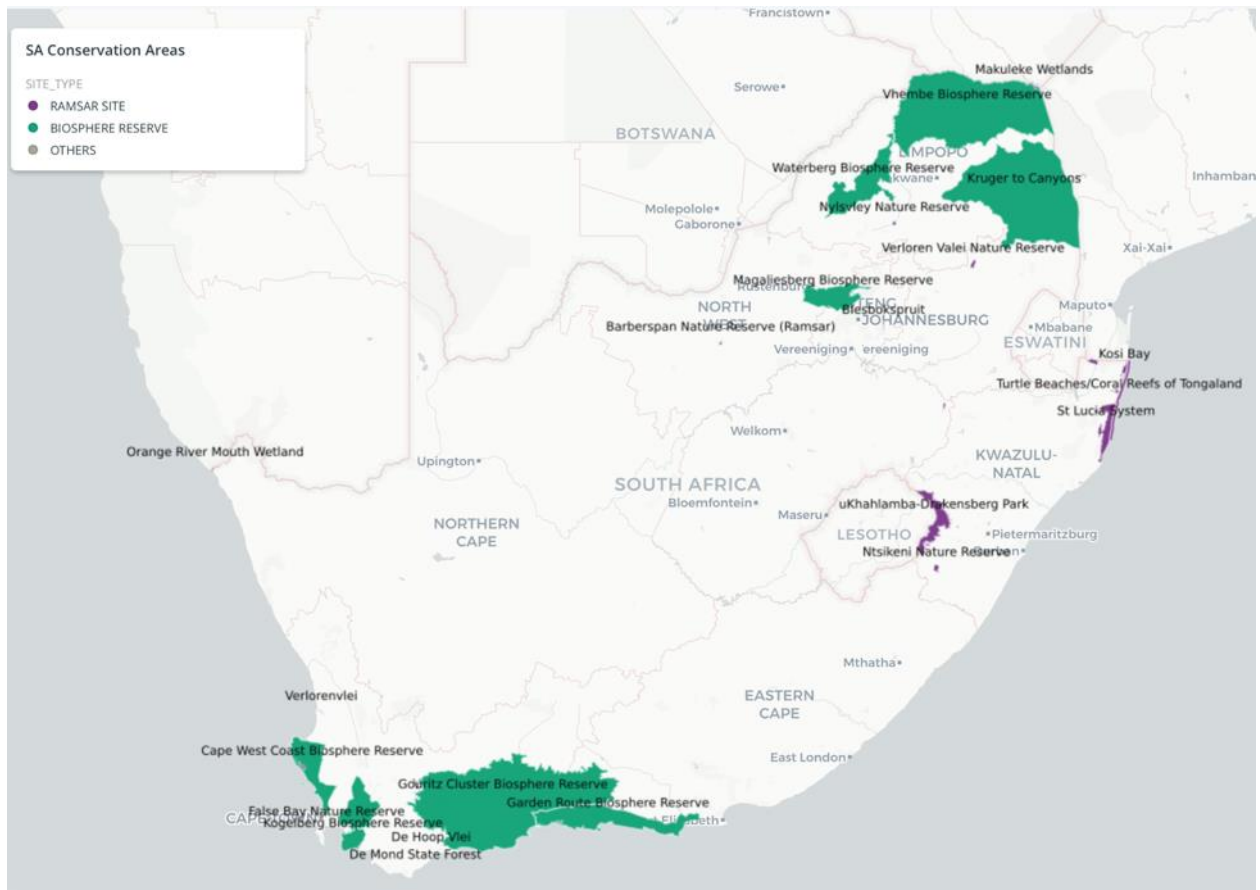 SA Conservation Areas
SITE_TYPE
RAMSAR SITE
BIOSPHERE RESERVE
OTHERS
Francistown
Makuleke Wetlands
Serowe
Vhembe Biosphere Reserve
BOTSWANA
LIMPOPO
Waterberg Biosphere Reserve
kwane
Kruger to Canyons
Inhamban
Molepolole
Nylsvley Nature Reserve
Gaborone
Verloren Valei Nature Reserve
Xai-Xai
Magaliesberg Biosphere Reserve
Rustenburg
NORTH
WEST
TENG
Blesbokspruit
JOHANNESBURG
Maputo
Mbabane
Barberspan Nature Reserve (Ramsar)
ESWATINI
Vereeniging
ereeniging
Kosi Bay
Turtle Beaches/Coral Reefs of Tongaland
St Lucia System
Welkom
Orange River Mouth Wetland
Upington
KWAZULU-
NATAL
SOUTH AFRICA
Bloemfontein
uKhahlamba-Drakensberg Park
Maseru
NORTHERN
CAPE
LESOTHO
Pietermaritzburg
Ntsikeni Nature Reserve
Mthatha
Verlorenvlei
EASTERN
CAPE
Cape West Coast Biosphere Reserve
East London
Gouritz Cluster Biosphere Reserve
Garden Route Biosphere Reserve
False Bay Nature Reserve
Kogelberg Biosphere Reserve
De Hoop Vlei
De Mond State Forest